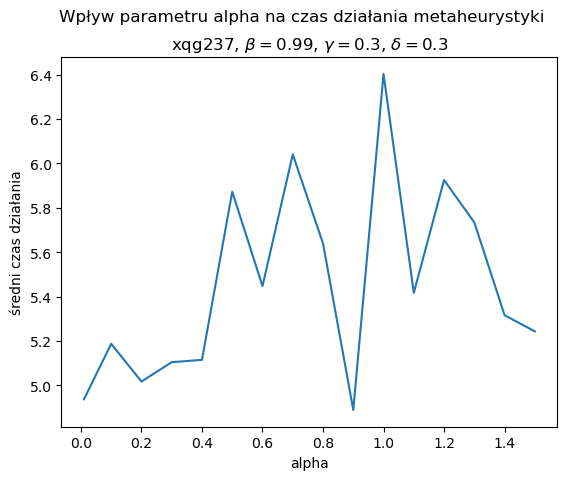 Wpływ parametru alpha na czas działania metaheurystyki
xqg237, β = 0.99, γ = 0.3, δ = 0.3
średni czas działania
6.4
6.2
6.0
5.8
5.6
5.4
5.2
5.0
0.0 0.2 0.4 0.6 0.8 1.0 1.2 1.4
alpha